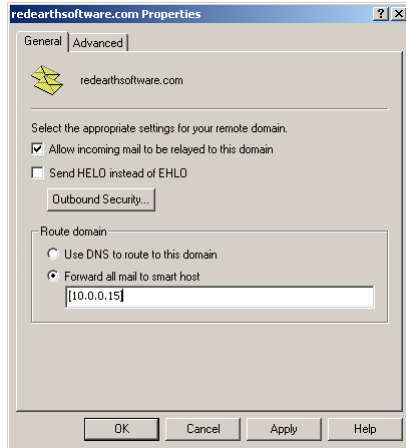 redearthsoftware.com Properties
General
Advanced
redearthsoftware.com
Select the appropriate settings for your remote domain.
Allow incoming mail to be relayed to this domain
Send HELO instead of EHLO
Outbound Security...
Route domain
Use DNS to route to this domain
Forward all mail to smart host
[10.0.0.15]
OK
Cancel
Apply
Help